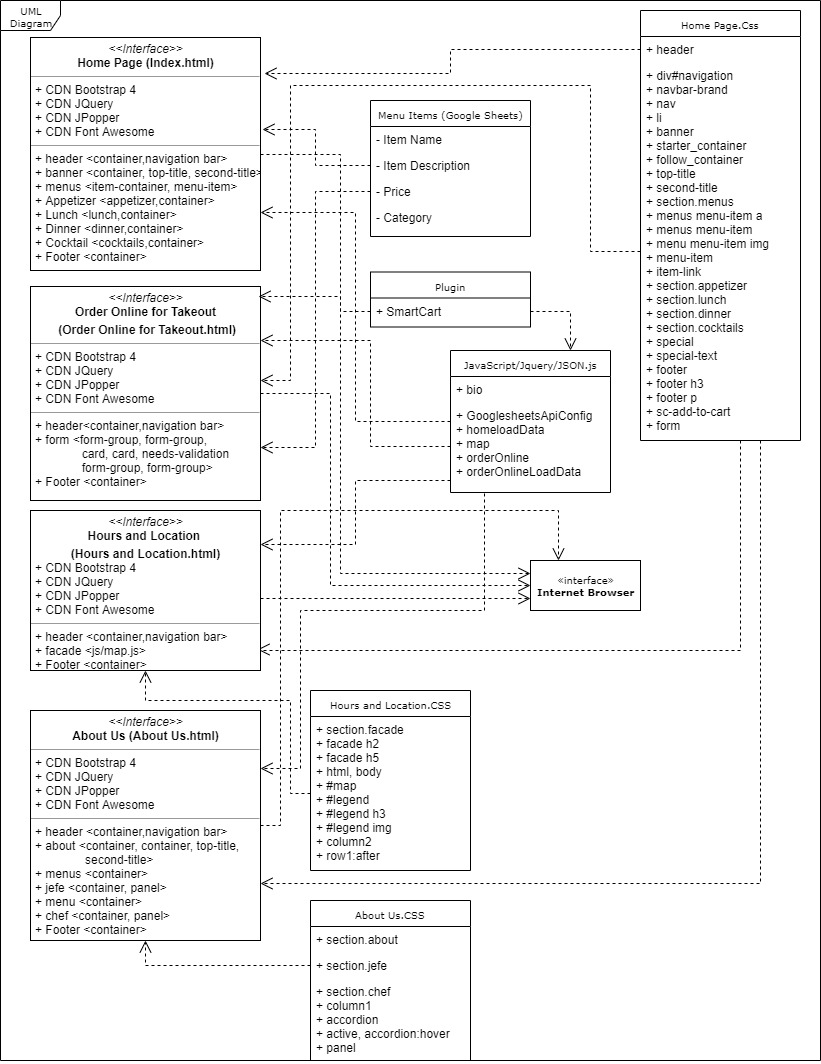 UML
Diagram
<<Interface>>
Home Page (Index.html)
+ CDN Bootstrap 4
+ CDN JQuery
+ CDN JPopper
+ CDN Font Awesome
+ header <container,navigation bar>
+ banner <container, top-title, second-title>
+ menus <item-container, menu-item>
+ Appetizer <appetizer,container>
+ Lunch <lunch,container>
+ Dinner <dinner,container>
+ Cocktail <cocktails,container>
+ Footer <container>
<<Interface>>
Order Online for Takeout
(Order Online for Takeout.html)
+ CDN Bootstrap 4
+ CDN JQuery
+ CDN JPopper
+ CDN Font Awesome
+ header<container,navigation bar>
+ form <form-group, form-group,
card, card, needs-validation
form-group, form-group>
+ Footer <container>
<<Interface>>
Hours and Location
(Hours and Location.html)
+ CDN Bootstrap 4
+ CDN JQuery
+ CDN JPopper
+ CDN Font Awesome
+ header <container,navigation bar>
+ facade <js/map.js>
+ Footer <container>
<<Interface>>
About Us (About Us.html)
+ CDN Bootstrap 4
+ CDN JQuery
+ CDN JPopper
+ CDN Font Awesome
+ header <container,navigation bar>
+ about <container, container, top-title,
second-title>
+ menus <container>
+ jefe <container, panel>
+ menu <container>
+ chef <container, panel>
+ Footer <container>
Menu Items (Google Sheets)
- Item Name
- Item Description
- Price
- Category
Plugin
+ SmartCart
JavaScript/Jquery/JSON.js
+ bio
+ GooglesheetsApiConfig
+ homeloadData
+ map
+ orderOnline
+ orderOnlineLoadData
«interface»
Internet Browser
Hours and Location.CSS
+ section.facade
+ facade h2
+ facade h5
+ html, body
+ #map
+ #legend
+ #legend h3
+ #legend img
+ column2
+ row1:after
About Us.CSS
+ section.about
+ section.jefe
+ section.chef
+ column1
+ accordion
+ active, accordion:hover
+ panel
Home Page.Css
+ header
+ div#navigation
+ navbar-brand
+ nav
+ li
+ banner
+ starter_container
+ follow_container
+ top-title
+ second-title
+ section.menus
+ menus menu-item a
+ menus menu-item
+ menu menu-item img
+ menu-item
+ item-link
+ section.appetizer
+ section.lunch
+ section.dinner
+ section.cocktails
+ special
+ special-text
+ footer
+ footer h3
+ footer p
+ sc-add-to-cart
+ form